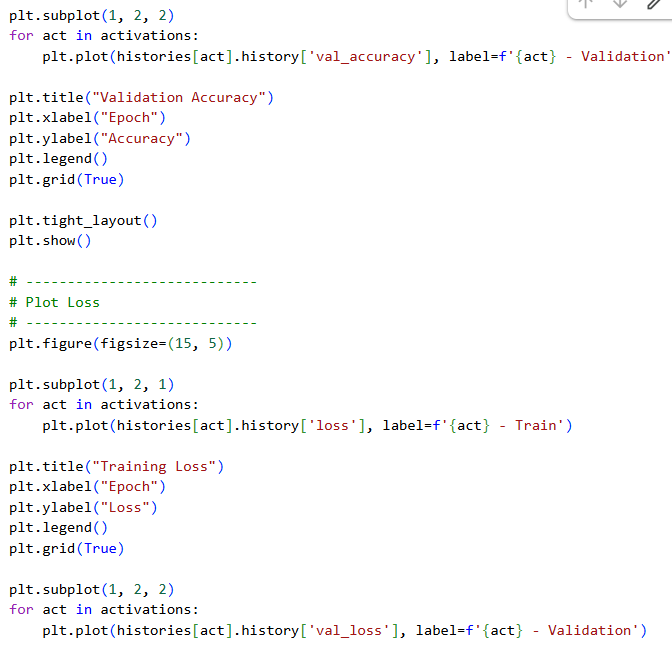 plt.subplot(1, 2, 2)
for act in activations:
    plt.plot(histories[act].history['val_accuracy'], label=f'{act} - Validation'
plt.title("Validation Accuracy")
plt.xlabel("Epoch")
plt.ylabel("Accuracy")
plt.legend()
plt.grid(True)
plt.tight_layout()
plt.show()
# ----------------------------
# Plot Loss
# ----------------------------
plt.figure(figsize=(15, 5))
plt.subplot(1, 2, 1)
for act in activations:
    plt.plot(histories[act].history['loss'], label=f'{act} - Train')
plt.title("Training Loss")
plt.xlabel("Epoch")
plt.ylabel("Loss")
plt.legend()
plt.grid(True)
plt.subplot(1, 2, 2)
for act in activations:
    plt.plot(histories[act].history['val_loss'], label=f'{act} - Validation')